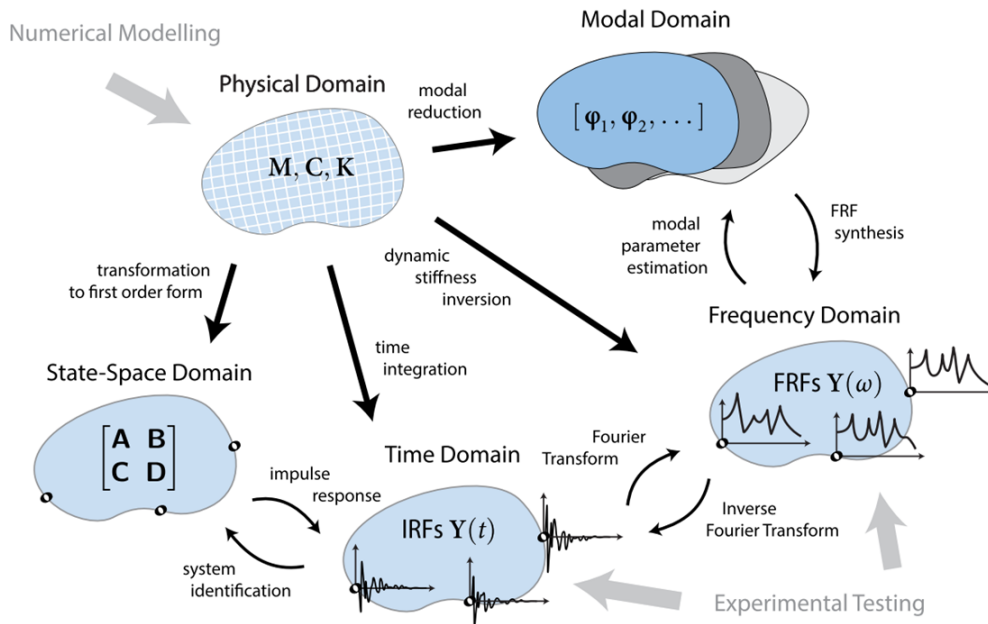 Numerical Modelling
Modal Domain
Physical Domain
modal
reduction
[φ₁, φ₂, . . . ]
M, C, K
modal
parameter
estimation
FRF
synthesis
transformation
to first order form
dynamic
stiffness
inversion
time
integration
Frequency Domain
FRFs Y(ω)
State-Space Domain
[A B
C D]
impulse
response
system
identification
Time Domain
IRFs Y(t)
Fourier
Transform
Inverse
Fourier Transform
Experimental Testing